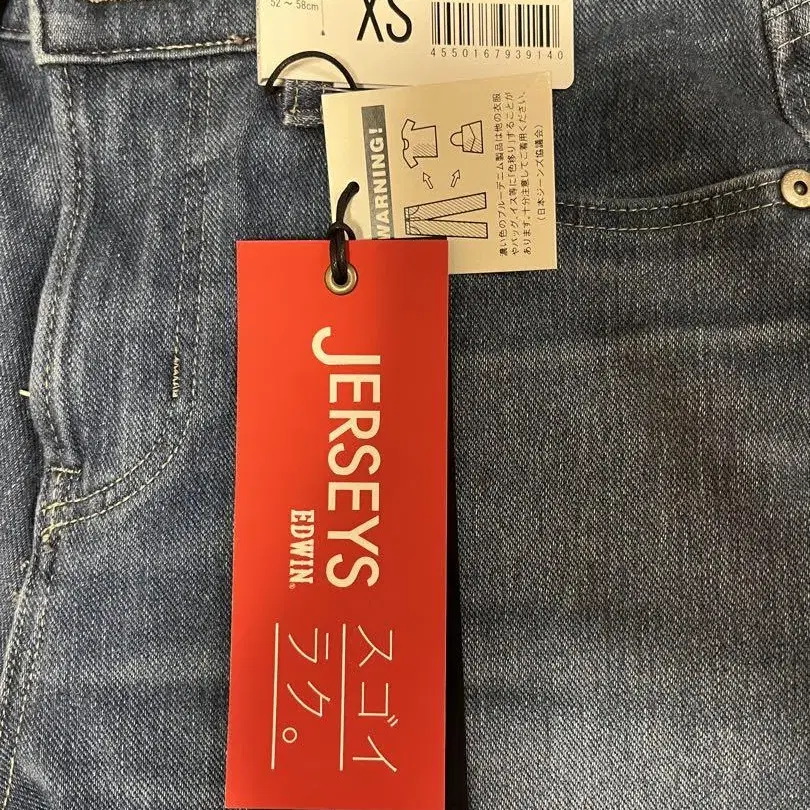 52～58cm
XS
4550167939140
WARNING!
濃い色のブルーデニム製品は他の衣服
やバッグ、イス等に「色移り」することが
あります。十分注意してご着用ください。
(日本ジーンズ協議会)
JERSEYS
EDWIN®
スゴイ
ラク。